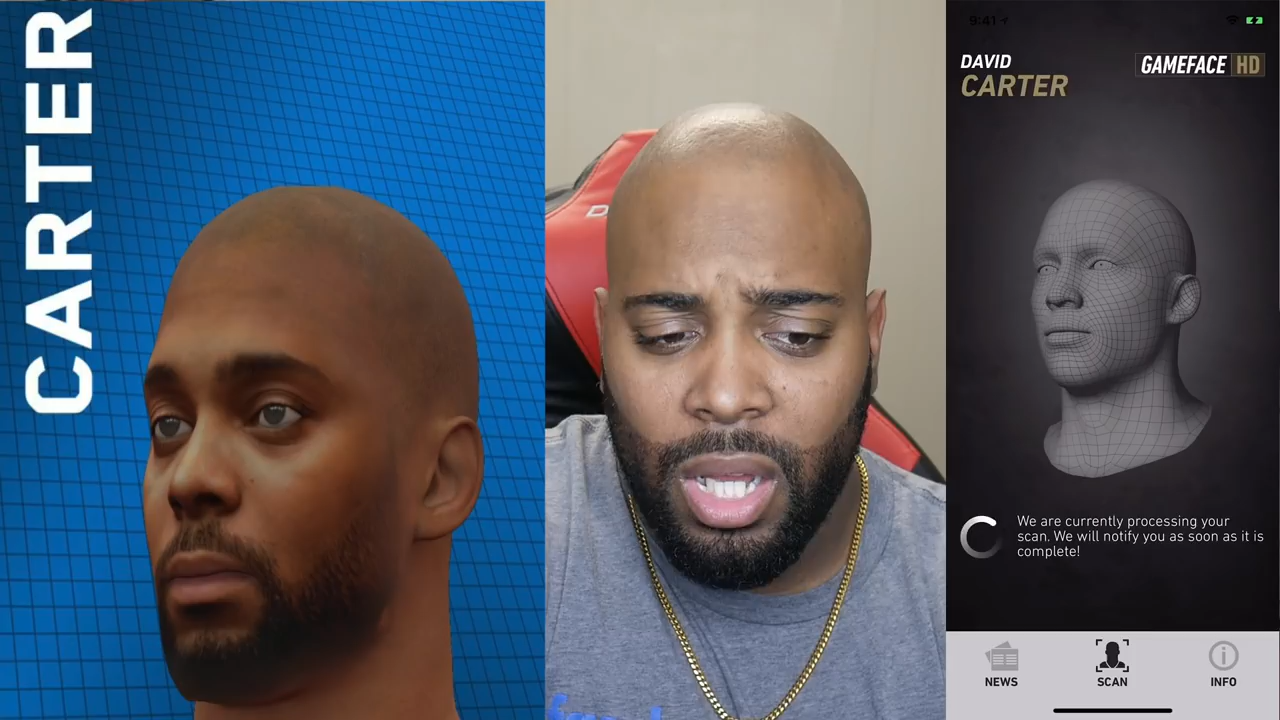 CARTER
D
9:41
DAVID
CARTER
GAMEFACE HD
We are currently processing your
scan. We will notify you as soon as it is
complete!
NEWS
SCAN
INFO